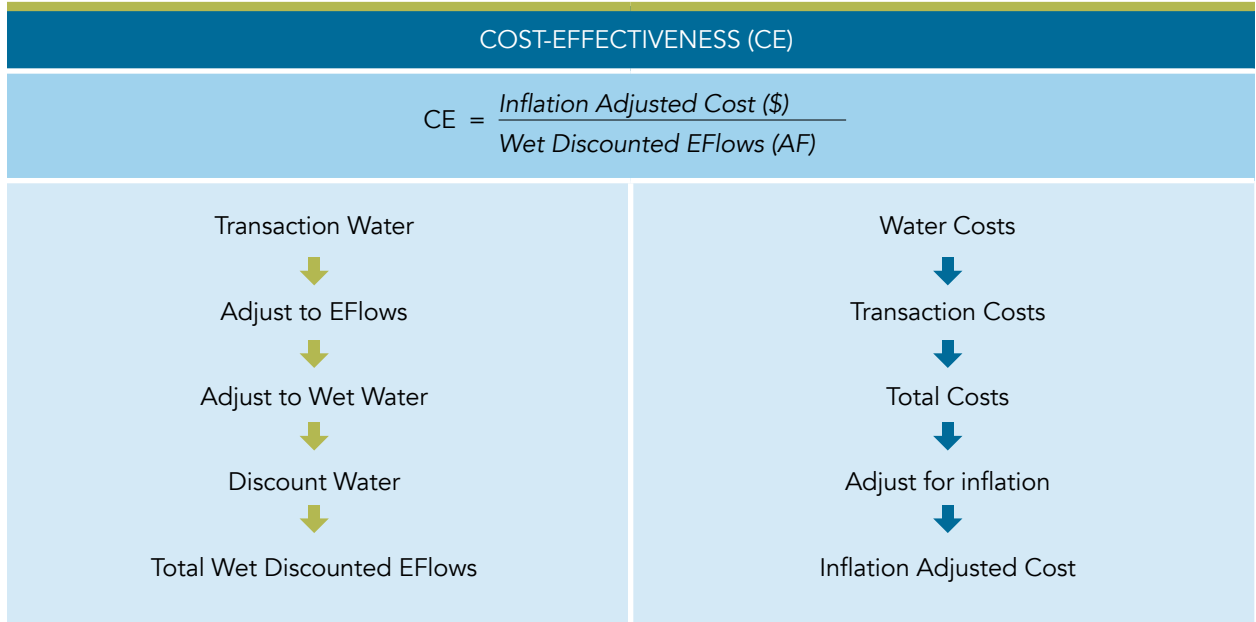 COST-EFFECTIVENESS (CE)
CE = Inflation Adjusted Cost ($)
Wet Discounted EFlows (AF)
Transaction Water
Adjust to EFlows
Adjust to Wet Water
Discount Water
Total Wet Discounted EFlows
Water Costs
Transaction Costs
Total Costs
Adjust for inflation
Inflation Adjusted Cost